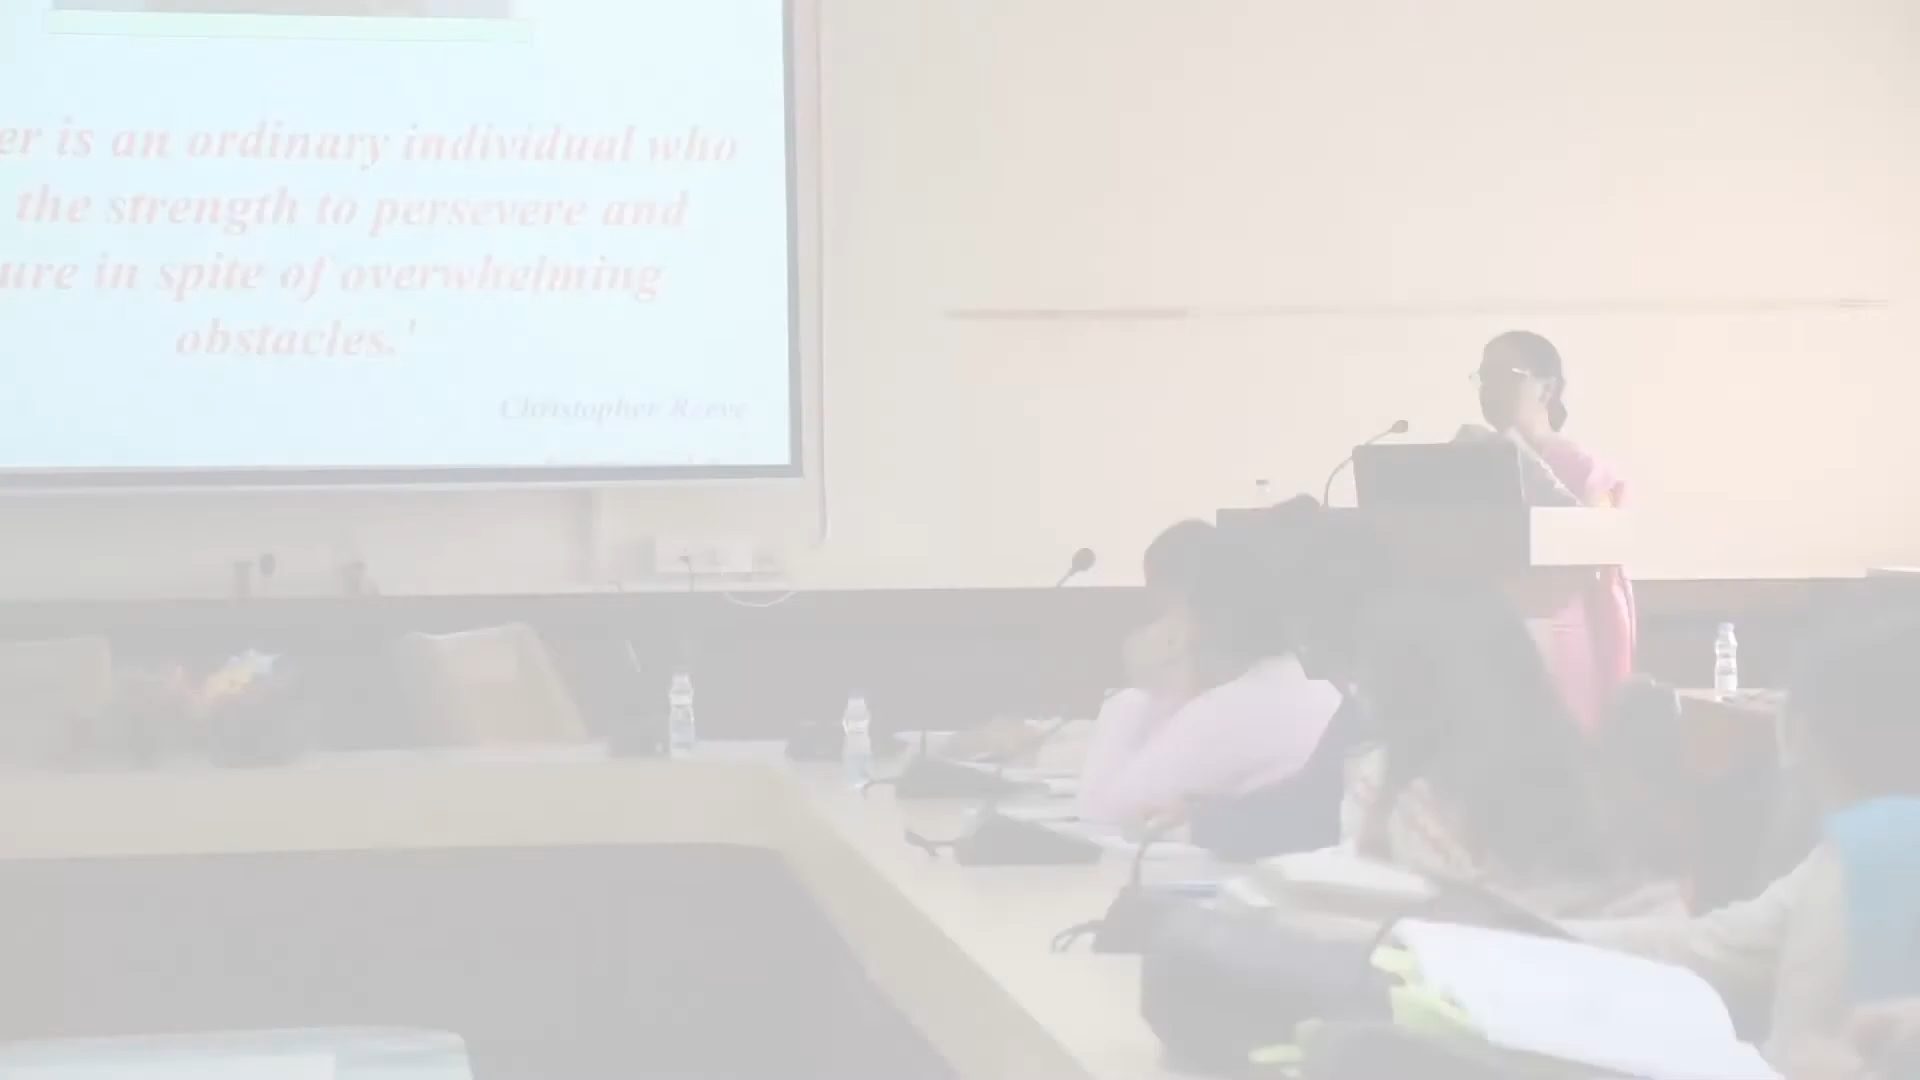 er is an ordinary individual who
the strength to persevere and
ure in spite of overwhelming
obstacles.'
Christopher Reeve